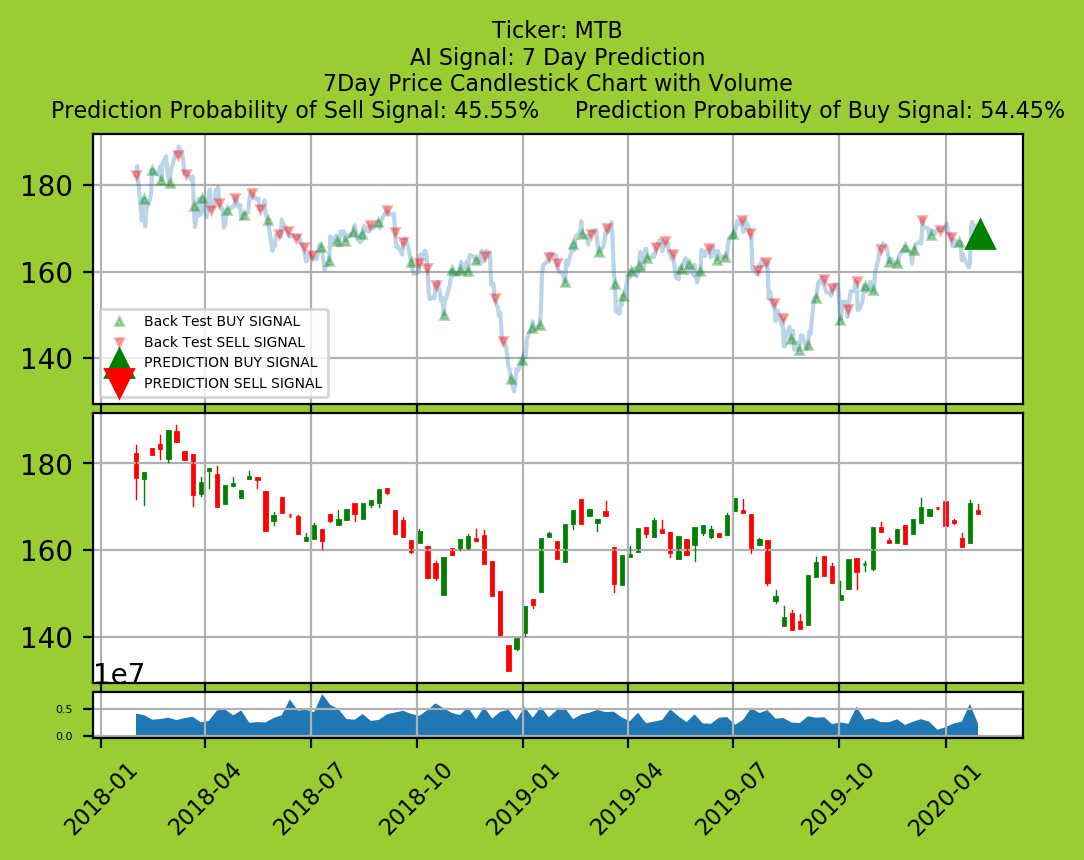 Ticker: MTB
AI Signal: 7 Day Prediction
7Day Price Candlestick Chart with Volume
Prediction Probability of Sell Signal: 45.55%     Prediction Probability of Buy Signal: 54.45%
180
160
140
Back Test BUY SIGNAL
Back Test SELL SIGNAL
PREDICTION BUY SIGNAL
PREDICTION SELL SIGNAL
180
160
140
1e7
0.5
0.0
2018-01 2018-04 2018-07 2018-10 2019-01 2019-04 2019-07 2019-10 2020-01